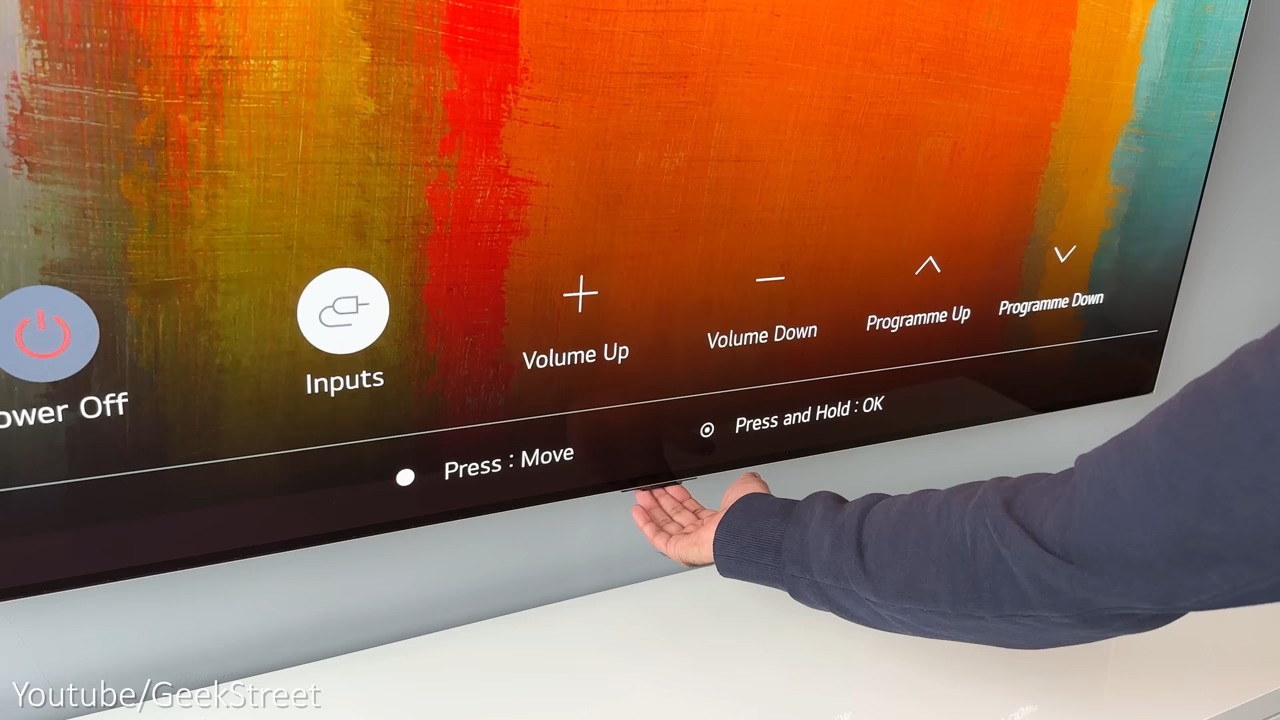 ower Off
Inputs
Volume Up
Volume Down
Programme Up
Programme Down
Press : Move
Press and Hold : OK
Youtube/GeekStreet